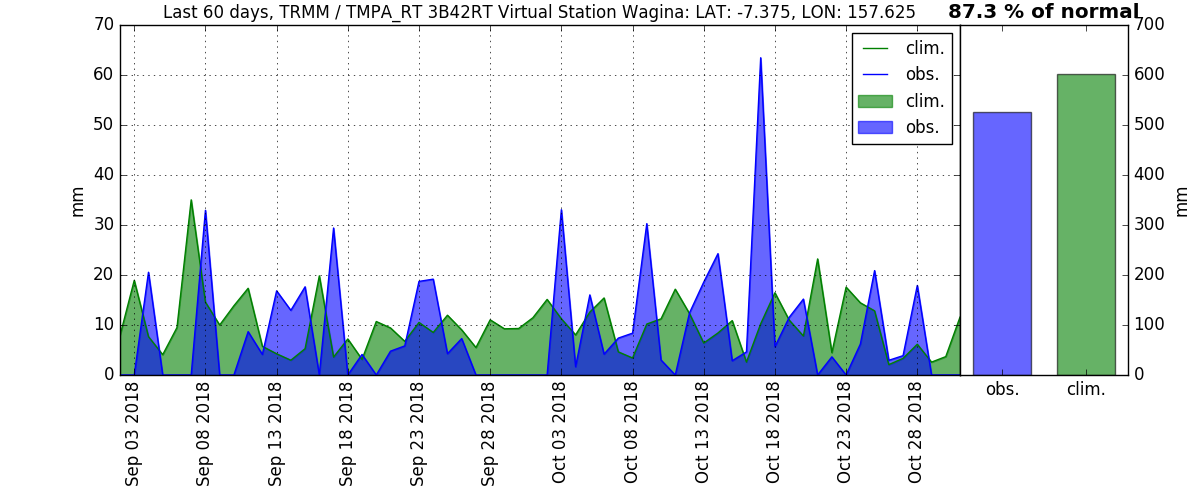 Last 60 days, TRMM / TMPA_RT 3B42RT Virtual Station Wagina: LAT: -7.375, LON: 157.625
87.3 % of normal
70
60
50
40
30
20
10
0
mm
clim.
obs.
clim.
obs.
Sep 03 2018
Sep 08 2018
Sep 13 2018
Sep 18 2018
Sep 23 2018
Sep 28 2018
Oct 03 2018
Oct 08 2018
Oct 13 2018
Oct 18 2018
Oct 23 2018
Oct 28 2018
700
600
500
400
300
200
100
0
mm
obs.
clim.